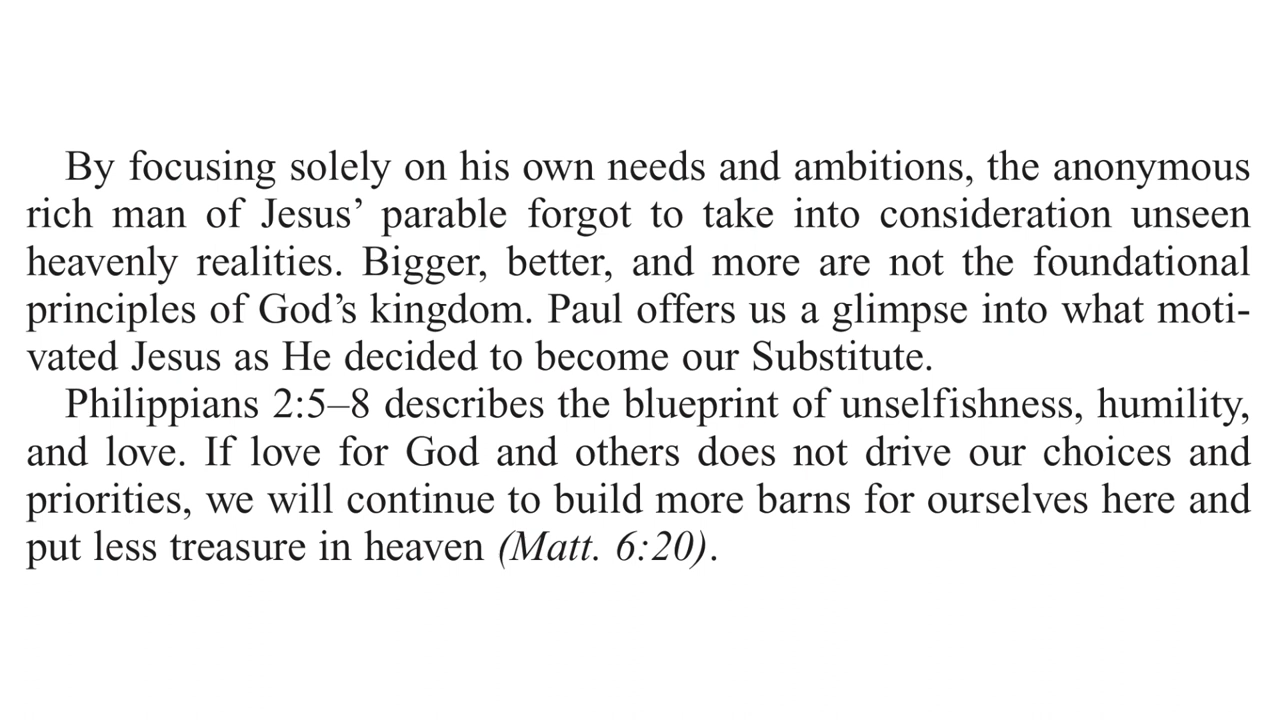 By focusing solely on his own needs and ambitions, the anonymous
rich man of Jesus’ parable forgot to take into consideration unseen
heavenly realities. Bigger, better, and more are not the foundational
principles of God’s kingdom. Paul offers us a glimpse into what moti-
vated Jesus as He decided to become our Substitute.
Philippians 2:5–8 describes the blueprint of unselfishness, humility,
and love. If love for God and others does not drive our choices and
priorities, we will continue to build more barns for ourselves here and
put less treasure in heaven (Matt. 6:20).